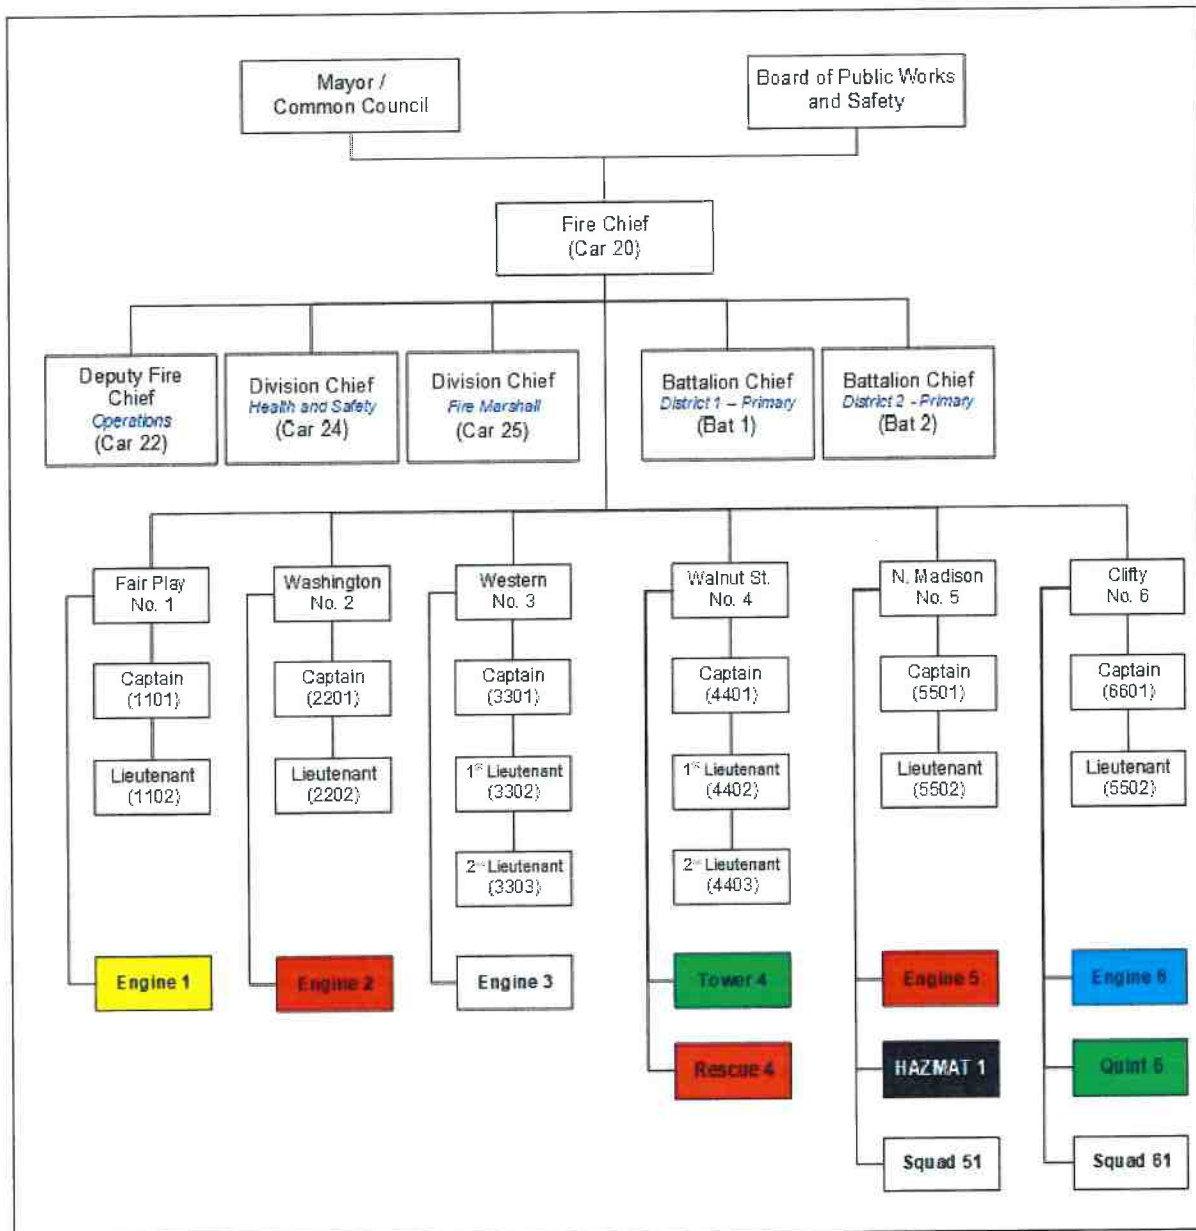 Mayor /
Common Council
Board of Public Works
and Safety
Fire Chief
(Car 20)
Deputy Fire
Chief
Operations
(Car 22)
Division Chief
Health and Safety
(Car 24)
Division Chief
Fire Marshall
(Car 25)
Battalion Chief
District 1 – Primary
(Bat 1)
Battalion Chief
District 2 - Primary
(Bat 2)
Fair Play
No. 1
Washington
No. 2
Western
No. 3
Walnut St.
No. 4
N. Madison
No. 5
Clifty
No. 6
Captain
(1101)
Captain
(2201)
Captain
(3301)
Captain
(4401)
Captain
(5501)
Captain
(6601)
Lieutenant
(1102)
Lieutenant
(2202)
1st Lieutenant
(3302)
1st Lieutenant
(4402)
Lieutenant
(5502)
Lieutenant
(5502)
2nd Lieutenant
(3303)
2nd Lieutenant
(4403)
Engine 1
Engine 2
Engine 3
Tower 4
Engine 5
Engine 6
Rescue 4
HAZMAT 1
Quint 6
Squad 51
Squad 61